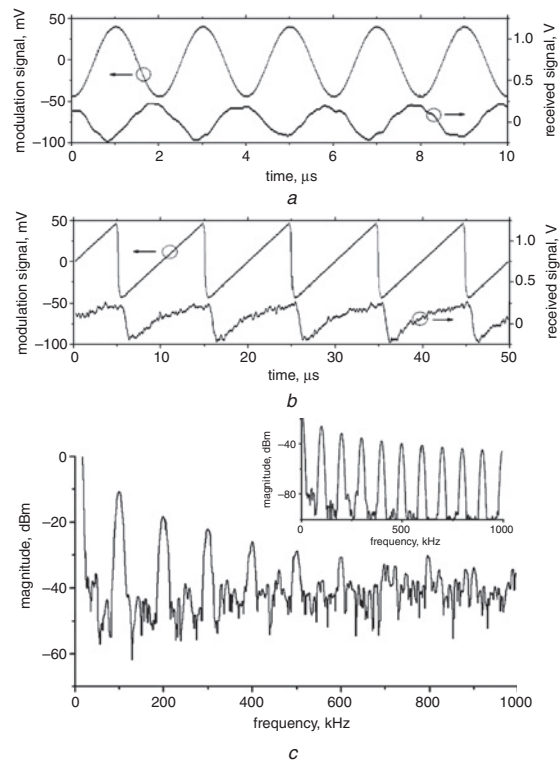 modulation signal, mV
50
0
−50
−100
received signal, V
1.0
0.5
0
0 2 4 6 8 10
time, μs
a
modulation signal, mV
50
0
−50
−100
received signal, V
1.0
0.5
0
0 10 20 30 40 50
time, μs
b
magnitude, dBm
0
−20
−40
−60
0 200 400 600 800 1000
frequency, kHz
magnitude, dBm
−40
−80
0 500 1000
frequency, kHz
c